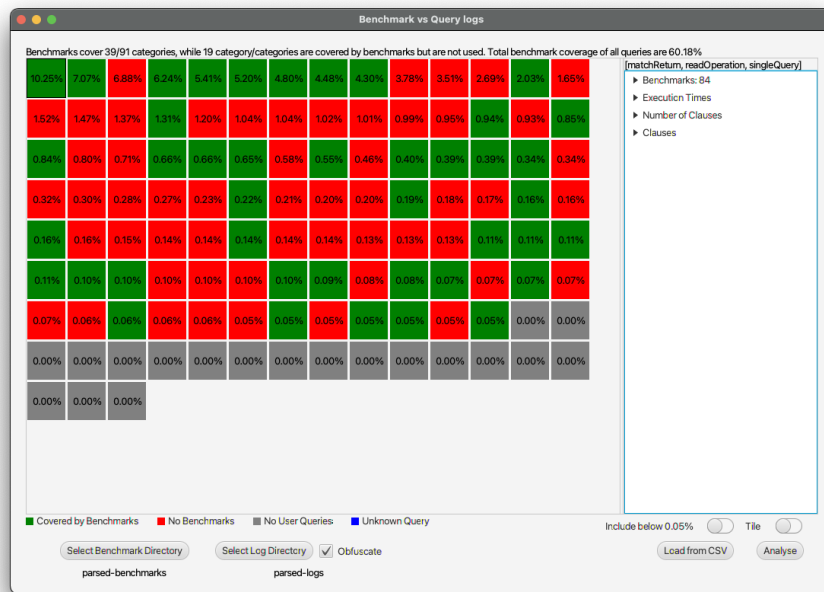 Benchmark vs Query logs
Benchmarks cover 39/91 categories, while 19 category/categories are covered by benchmarks but are not used. Total benchmark coverage of all queries are 60.18%
[matchReturn, readOperation, singleQuery]
10.25% 7.07% 6.88% 6.24% 5.41% 5.20% 4.80% 4.48% 4.30% 3.78% 3.51% 2.69% 2.03% 1.65%
1.52% 1.47% 1.37% 1.31% 1.20% 1.04% 1.04% 1.02% 1.01% 0.99% 0.95% 0.94% 0.93% 0.85%
0.84% 0.80% 0.71% 0.66% 0.66% 0.65% 0.58% 0.55% 0.46% 0.40% 0.39% 0.39% 0.34% 0.34%
0.32% 0.30% 0.28% 0.27% 0.23% 0.22% 0.21% 0.20% 0.20% 0.19% 0.18% 0.17% 0.16% 0.16%
0.16% 0.16% 0.15% 0.14% 0.14% 0.14% 0.14% 0.14% 0.13% 0.13% 0.13% 0.11% 0.11% 0.11%
0.11% 0.10% 0.10% 0.10% 0.10% 0.10% 0.10% 0.09% 0.08% 0.08% 0.07% 0.07% 0.07% 0.07%
0.07% 0.06% 0.06% 0.06% 0.06% 0.05% 0.05% 0.05% 0.05% 0.05% 0.05% 0.05% 0.00% 0.00%
0.00% 0.00% 0.00% 0.00% 0.00% 0.00% 0.00% 0.00% 0.00% 0.00% 0.00% 0.00% 0.00% 0.00%
0.00% 0.00% 0.00%
Benchmarks: 84
Execution Times
Number of Clauses
Clauses
Covered by Benchmarks No Benchmarks No User Queries Unknown Query
Include below 0.05% Tile
Select Benchmark Directory Select Log Directory Obfuscate Load from CSV Analyse
parsed-benchmarks parsed-logs